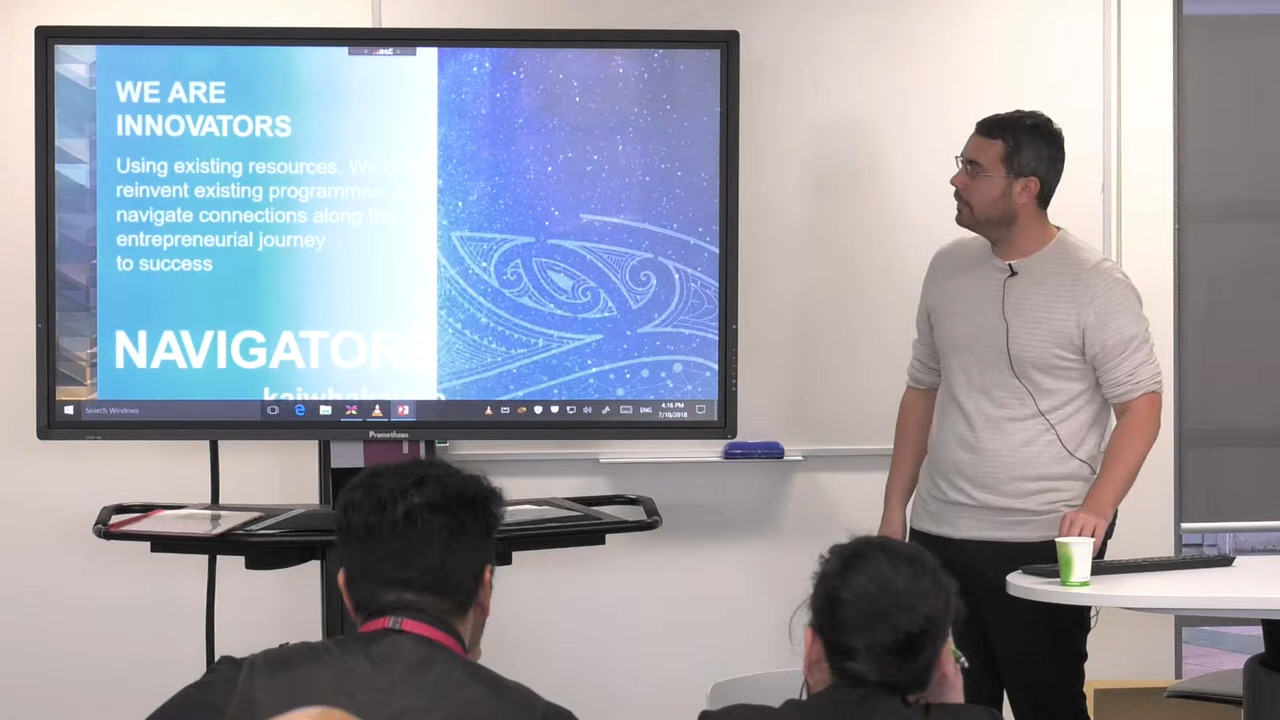 WE ARE
INNOVATORS
Using existing resources. We
reinvent existing programmes,
navigate connections along the
entrepreneurial journey
to success
NAVIGATORS
Search Windows
ENG
4:16 PM
7/10/2018
Promethean